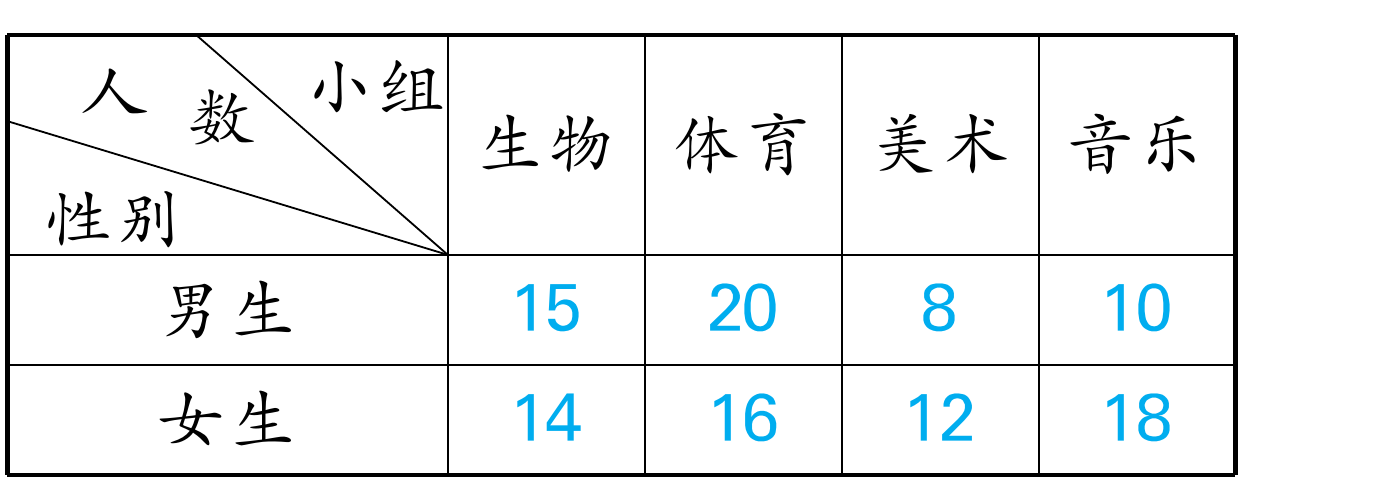 人数 小组 生物 体育 美术 音乐
性别
男生 15 20 8 10
女生 14 16 12 18